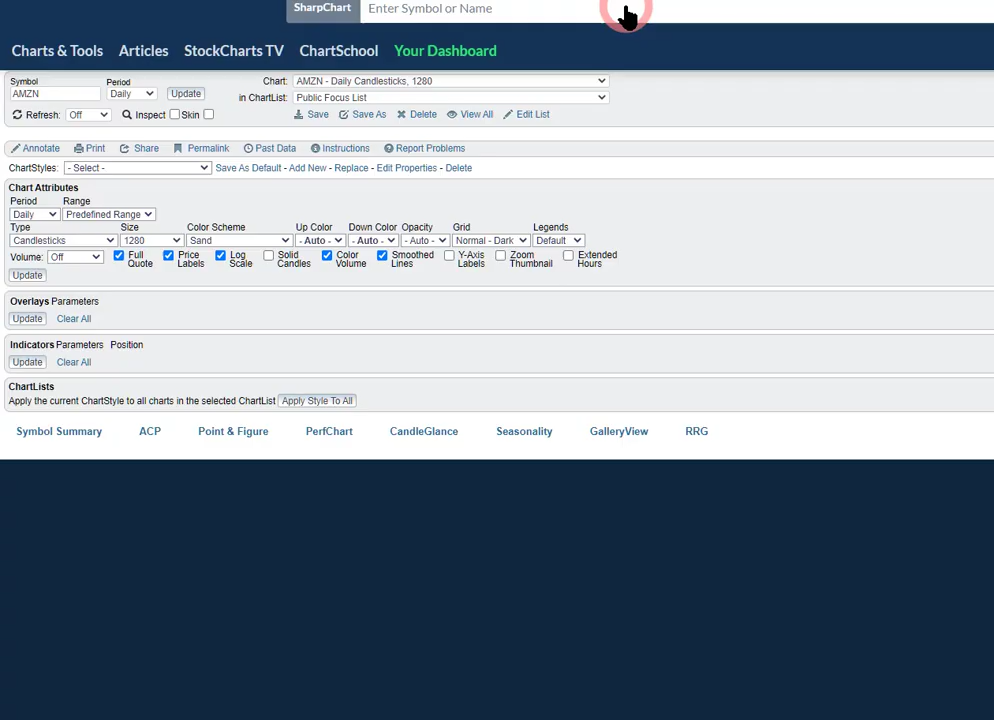 SharpChart Enter Symbol or Name
Charts & Tools Articles StockCharts TV ChartSchool Your Dashboard
Symbol Period Chart: AMZN - Daily Candlesticks, 1280
AMZN Daily Update in ChartList: Public Focus List
Refresh: Off Inspect Skin Save Save As Delete View All Edit List
Annotate Print Share Permalink Past Data Instructions Report Problems
ChartStyles: - Select - Save As Default - Add New - Replace - Edit Properties - Delete
Chart Attributes
Period Range
Daily Predefined Range
Type Size Color Scheme Up Color Down Color Opacity Grid Legends
Candlesticks 1280 Sand - Auto - - Auto - - Auto - Normal - Dark Default
Volume: Off Full Quote Price Labels Log Scale Solid Candles Color Volume Smoothed Lines Y-Axis Labels Zoom Thumbnail Extended Hours
Update
Overlays Parameters
Update Clear All
Indicators Parameters Position
Update Clear All
ChartLists
Apply the current ChartStyle to all charts in the selected ChartList Apply Style To All
Symbol Summary ACP Point & Figure PerfChart CandleGlance Seasonality GalleryView RRG